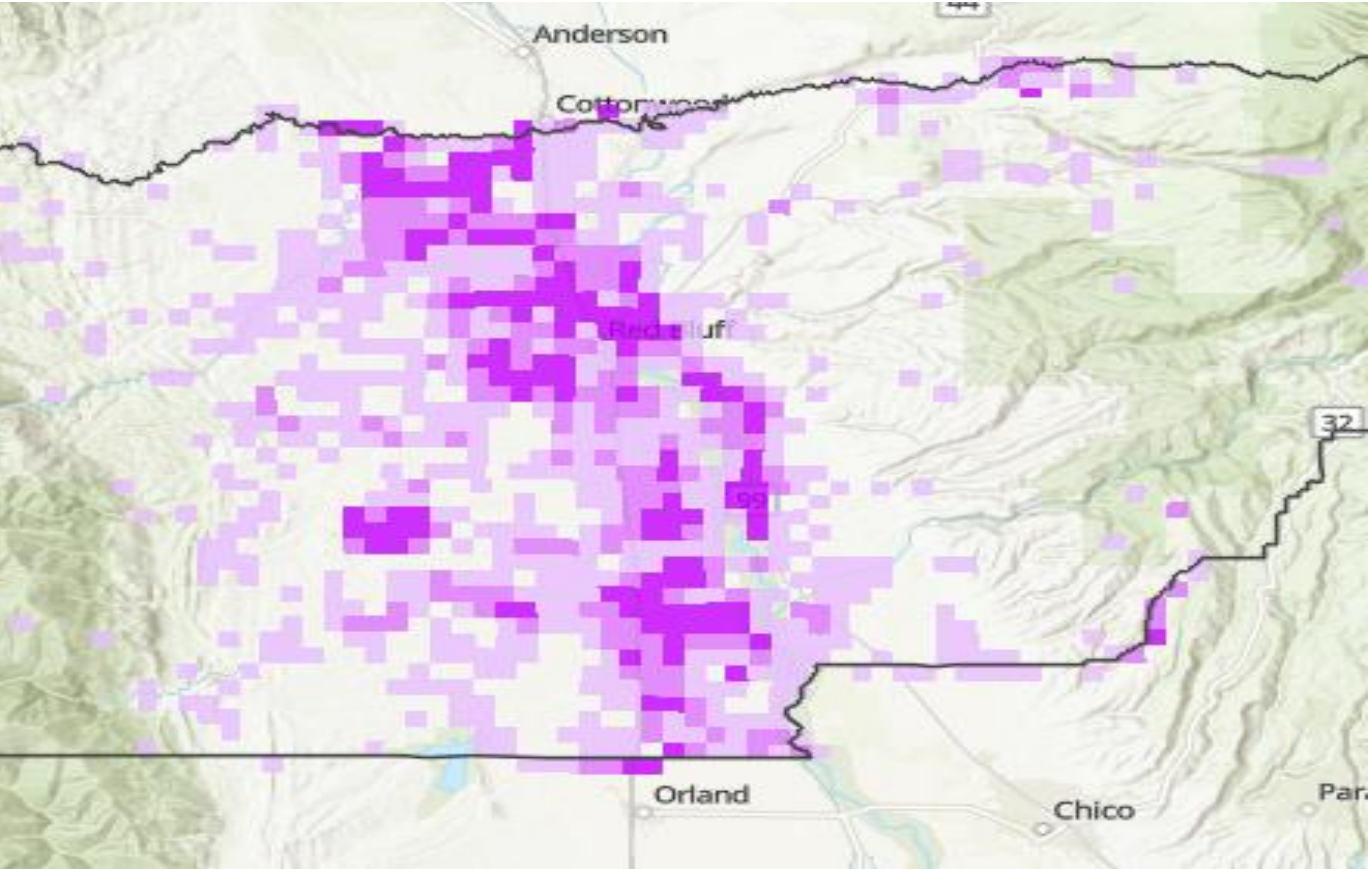 44
Anderson
Cottonwood
Red Bluff
32
99
Orland
Chico
Para